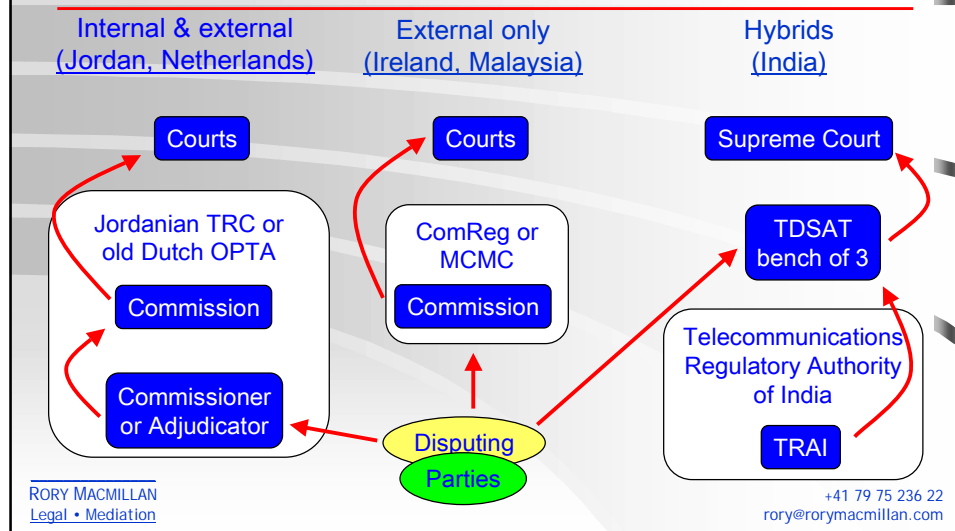 Internal & external
(Jordan, Netherlands)
External only
(Ireland, Malaysia)
Hybrids
(India)
Courts
Jordanian TRC or
old Dutch OPTA
Commission
Commissioner
or Adjudicator
Courts
ComReg or
MCMC
Commission
Disputing
Parties
Supreme Court
TDSAT
bench of 3
Telecommunications
Regulatory Authority
of India
TRAI
RORY MACMILLAN
Legal • Mediation
+41 79 75 236 22
rory@rorymacmillan.com